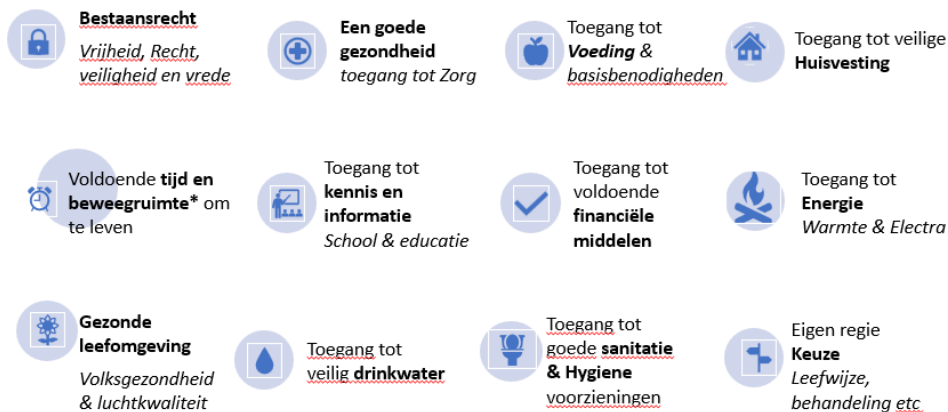 Bestaansrecht
Vrijheid, Recht,
veiligheid en vrede
Een goede
gezondheid
toegang tot Zorg
Toegang tot
Voeding &
basisbenodigheden
Toegang tot veilige
Huisvesting
Voldoende tijd en
beweegruimte* om
te leven
Toegang tot
kennis en
informatie
School & educatie
Toegang tot
voldoende
financiële
middelen
Toegang tot
Energie
Warmte & Electra
Gezonde
leefomgeving
Volksgezondheid
& luchtkwaliteit
Toegang tot
veilig drinkwater
Toegang tot
goede sanitatie
& Hygiene
voorzieningen
Eigen regie
Keuze
Leefwijze,
behandeling etc